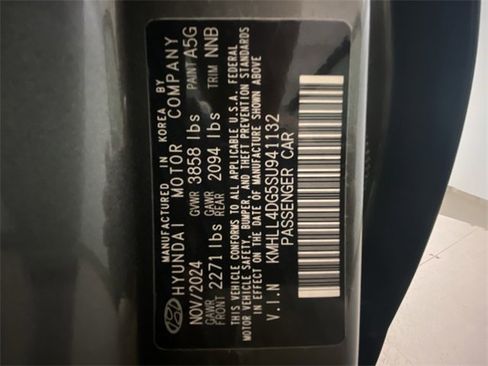 MANUFACTURED IN KOREA BY
HYUNDAI MOTOR COMPANY
NOV/2024 GVWR 3858 lbs PAINT A5G
GAWR FRONT 2271 lbs GAWR REAR 2094 lbs TRIM NNB
THIS VEHICLE CONFORMS TO ALL APPLICABLE U.S.A. FEDERAL
MOTOR VEHICLE SAFETY, BUMPER, AND THEFT PREVENTION STANDARDS
IN EFFECT ON THE DATE OF MANUFACTURE SHOWN ABOVE
V.I.N KMHLL4DG5SU941132
PASSENGER CAR